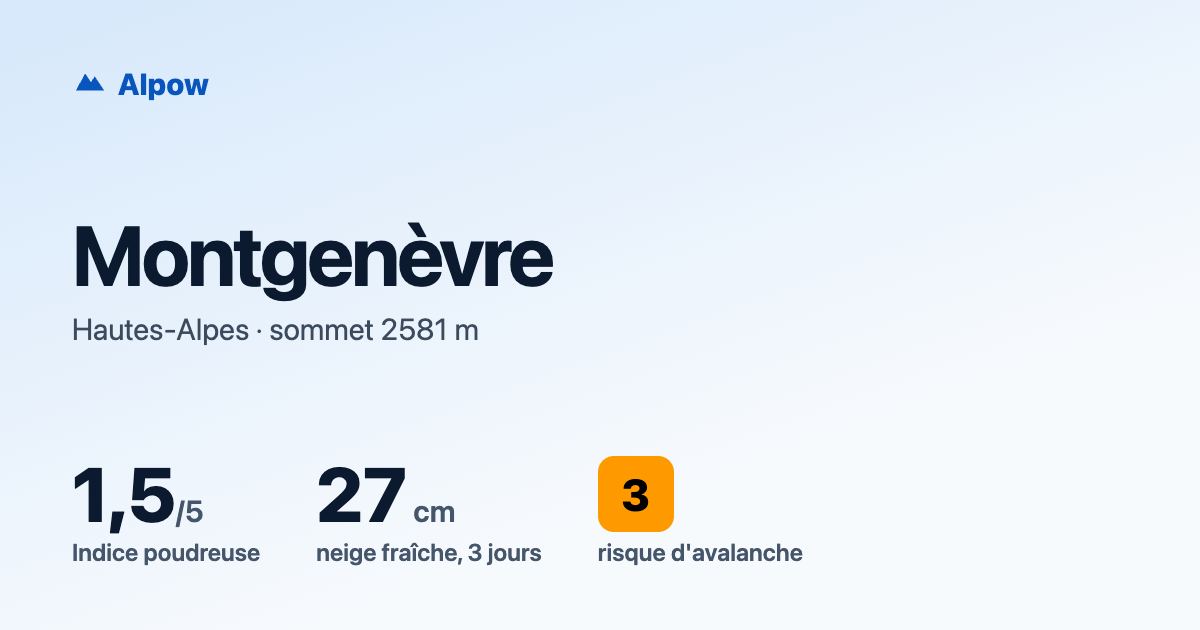 Alpow
Montgenèvre
Hautes-Alpes · sommet 2581 m
1,5/5
Indice poudreuse
27 cm
neige fraîche, 3 jours
3
risque d'avalanche